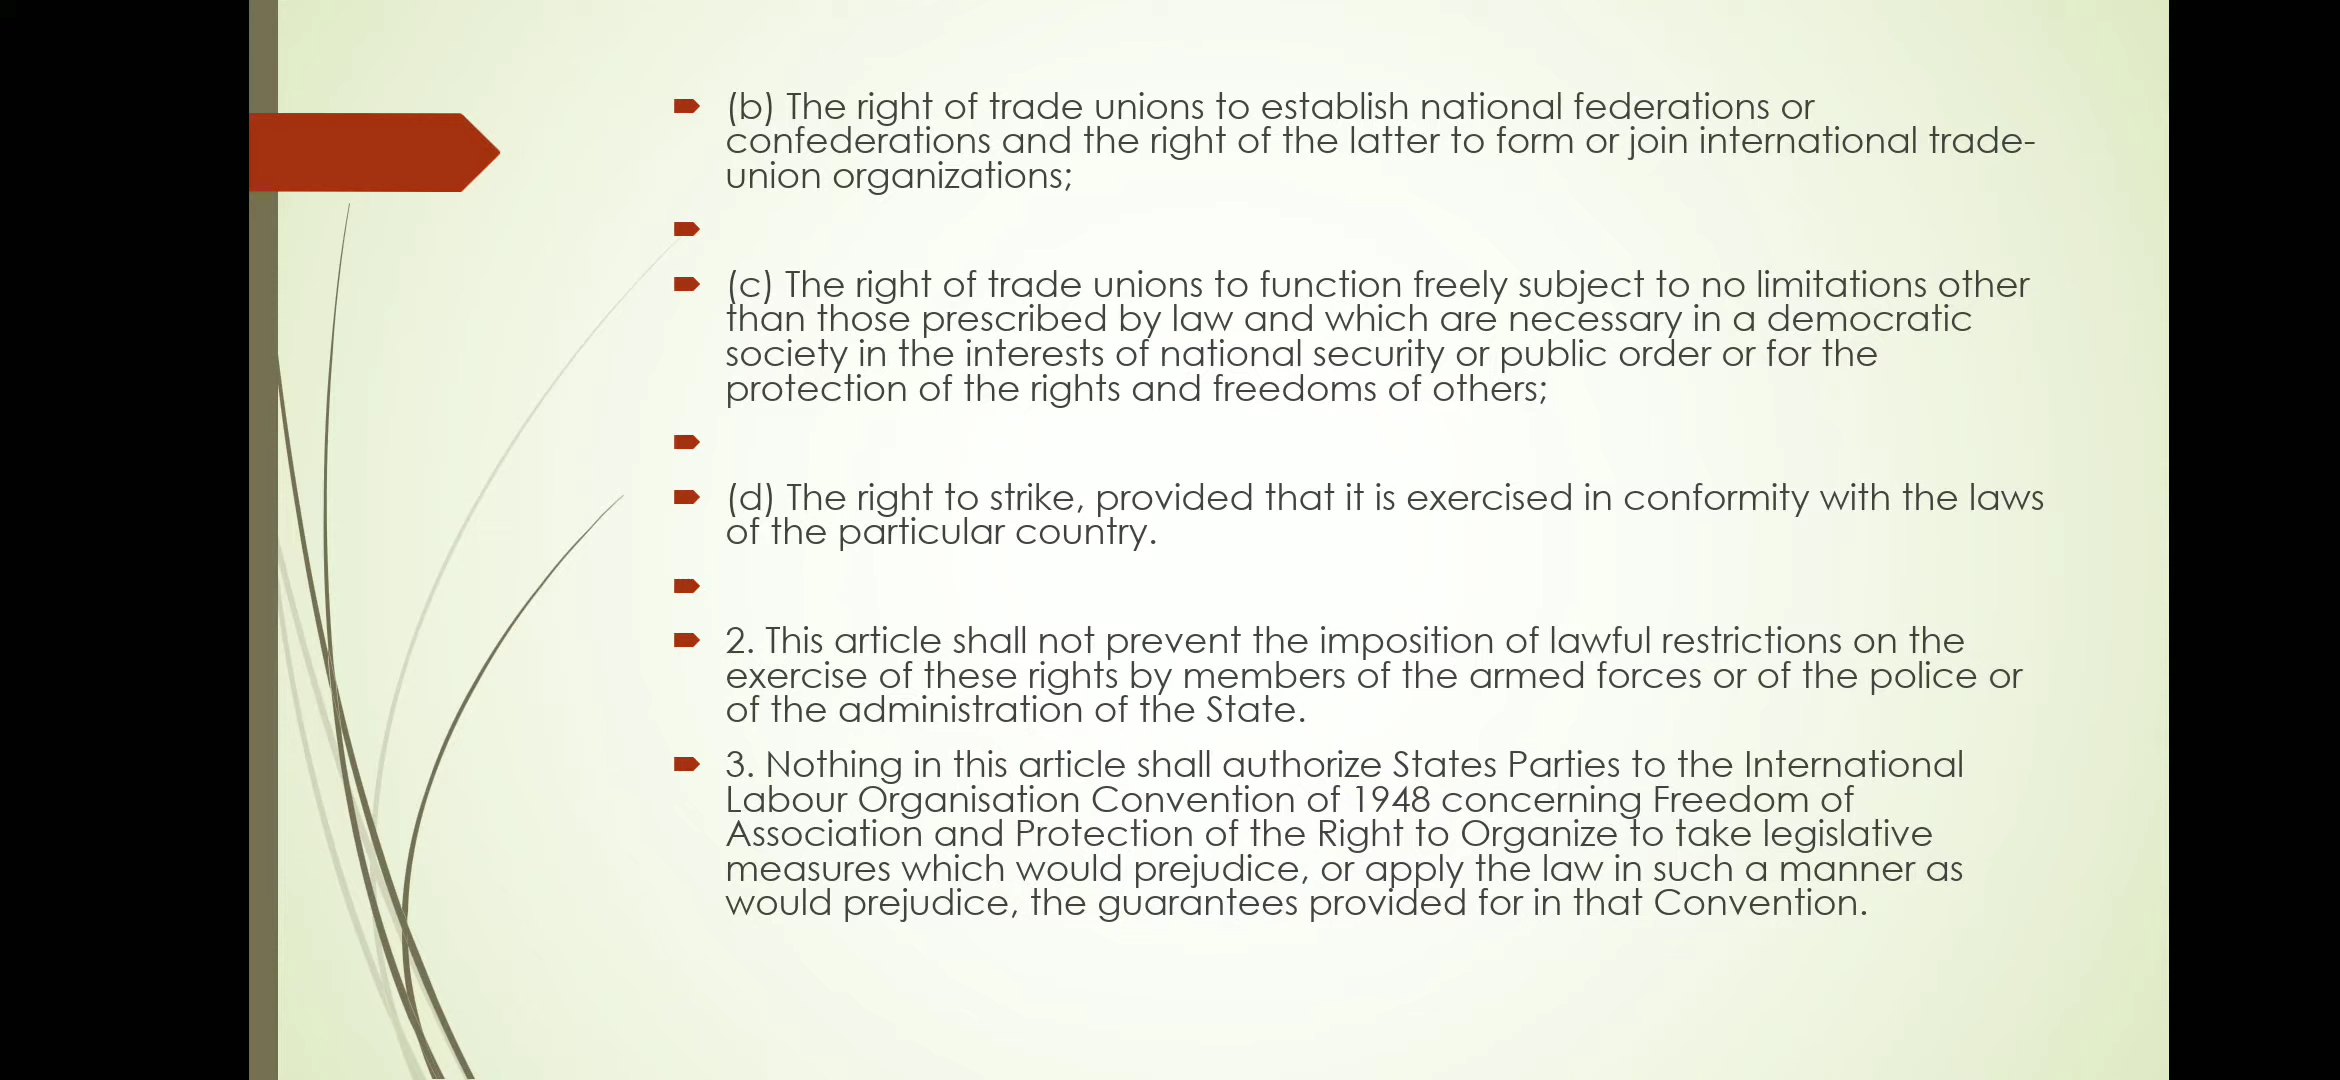 (b) The right of trade unions to establish national federations or
confederations and the right of the latter to form or join international trade-
union organizations;
(c) The right of trade unions to function freely subject to no limitations other
than those prescribed by law and which are necessary in a democratic
society in the interests of national security or public order or for the
protection of the rights and freedoms of others;
(d) The right to strike, provided that it is exercised in conformity with the laws
of the particular country.
2. This article shall not prevent the imposition of lawful restrictions on the
exercise of these rights by members of the armed forces or of the police or
of the administration of the State.
3. Nothing in this article shall authorize States Parties to the International
Labour Organisation Convention of 1948 concerning Freedom of
Association and Protection of the Right to Organize to take legislative
measures which would prejudice, or apply the law in such a manner as
would prejudice, the guarantees provided for in that Convention.